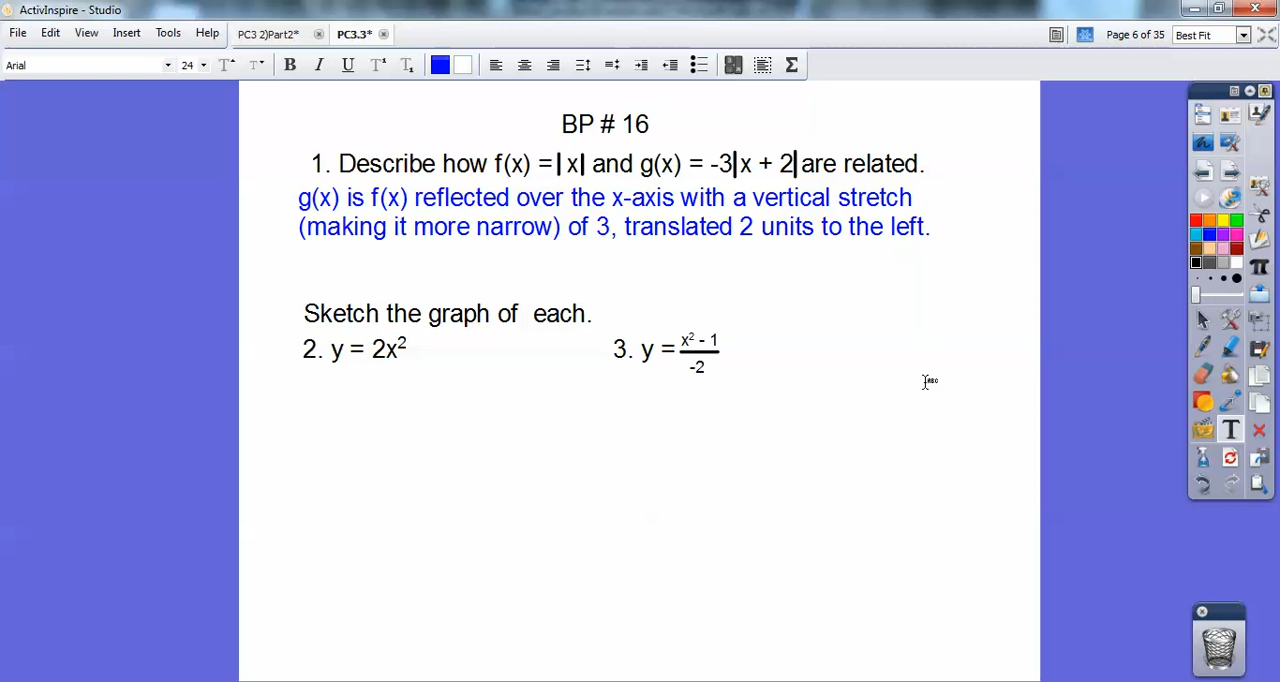 ActivInspire - Studio
File Edit View Insert Tools Help PC3 2)Part2* PC3.3* Page 6 of 35 Best Fit
Arial 24 B I U
BP # 16
1. Describe how f(x) = | x| and g(x) = -3|x + 2| are related.
g(x) is f(x) reflected over the x-axis with a vertical stretch
(making it more narrow) of 3, translated 2 units to the left.
Sketch the graph of each.
2. y = 2x² 3. y = x² - 1
-2